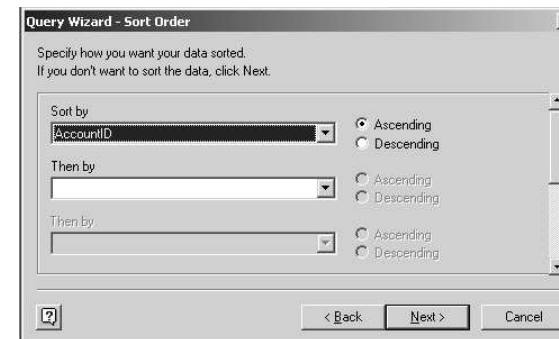 Query Wizard - Sort Order
Specify how you want your data sorted.
If you don't want to sort the data, click Next.
Sort by
AccountID
Ascending
Descending
Then by
Ascending
Descending
Then by
Ascending
Descending
?
< Back
Next >
Cancel